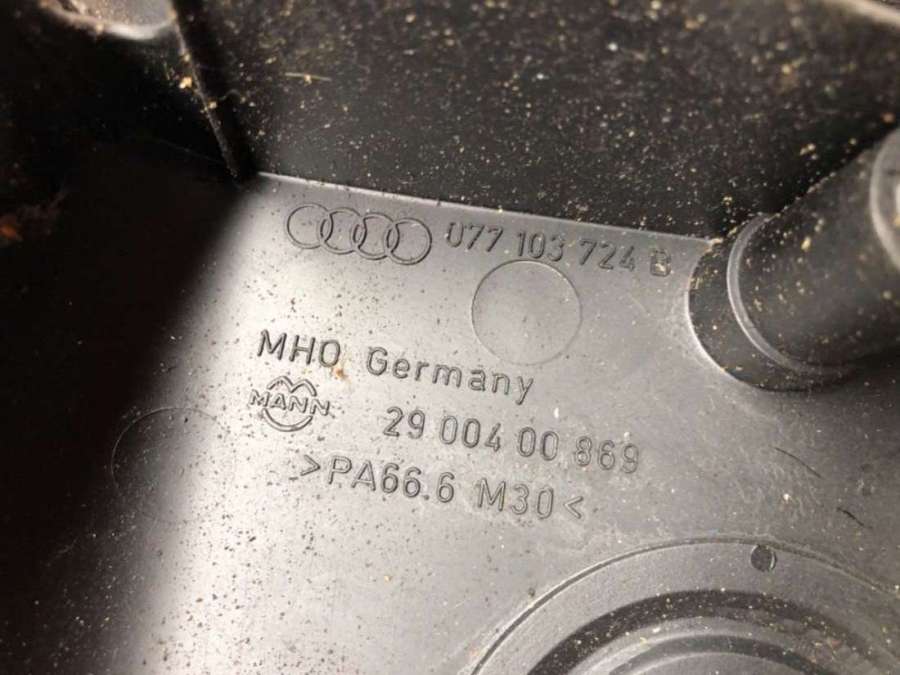 077 103 724 B
MHO Germany
MANN
29 004 00 869
>PA66.6 M30<